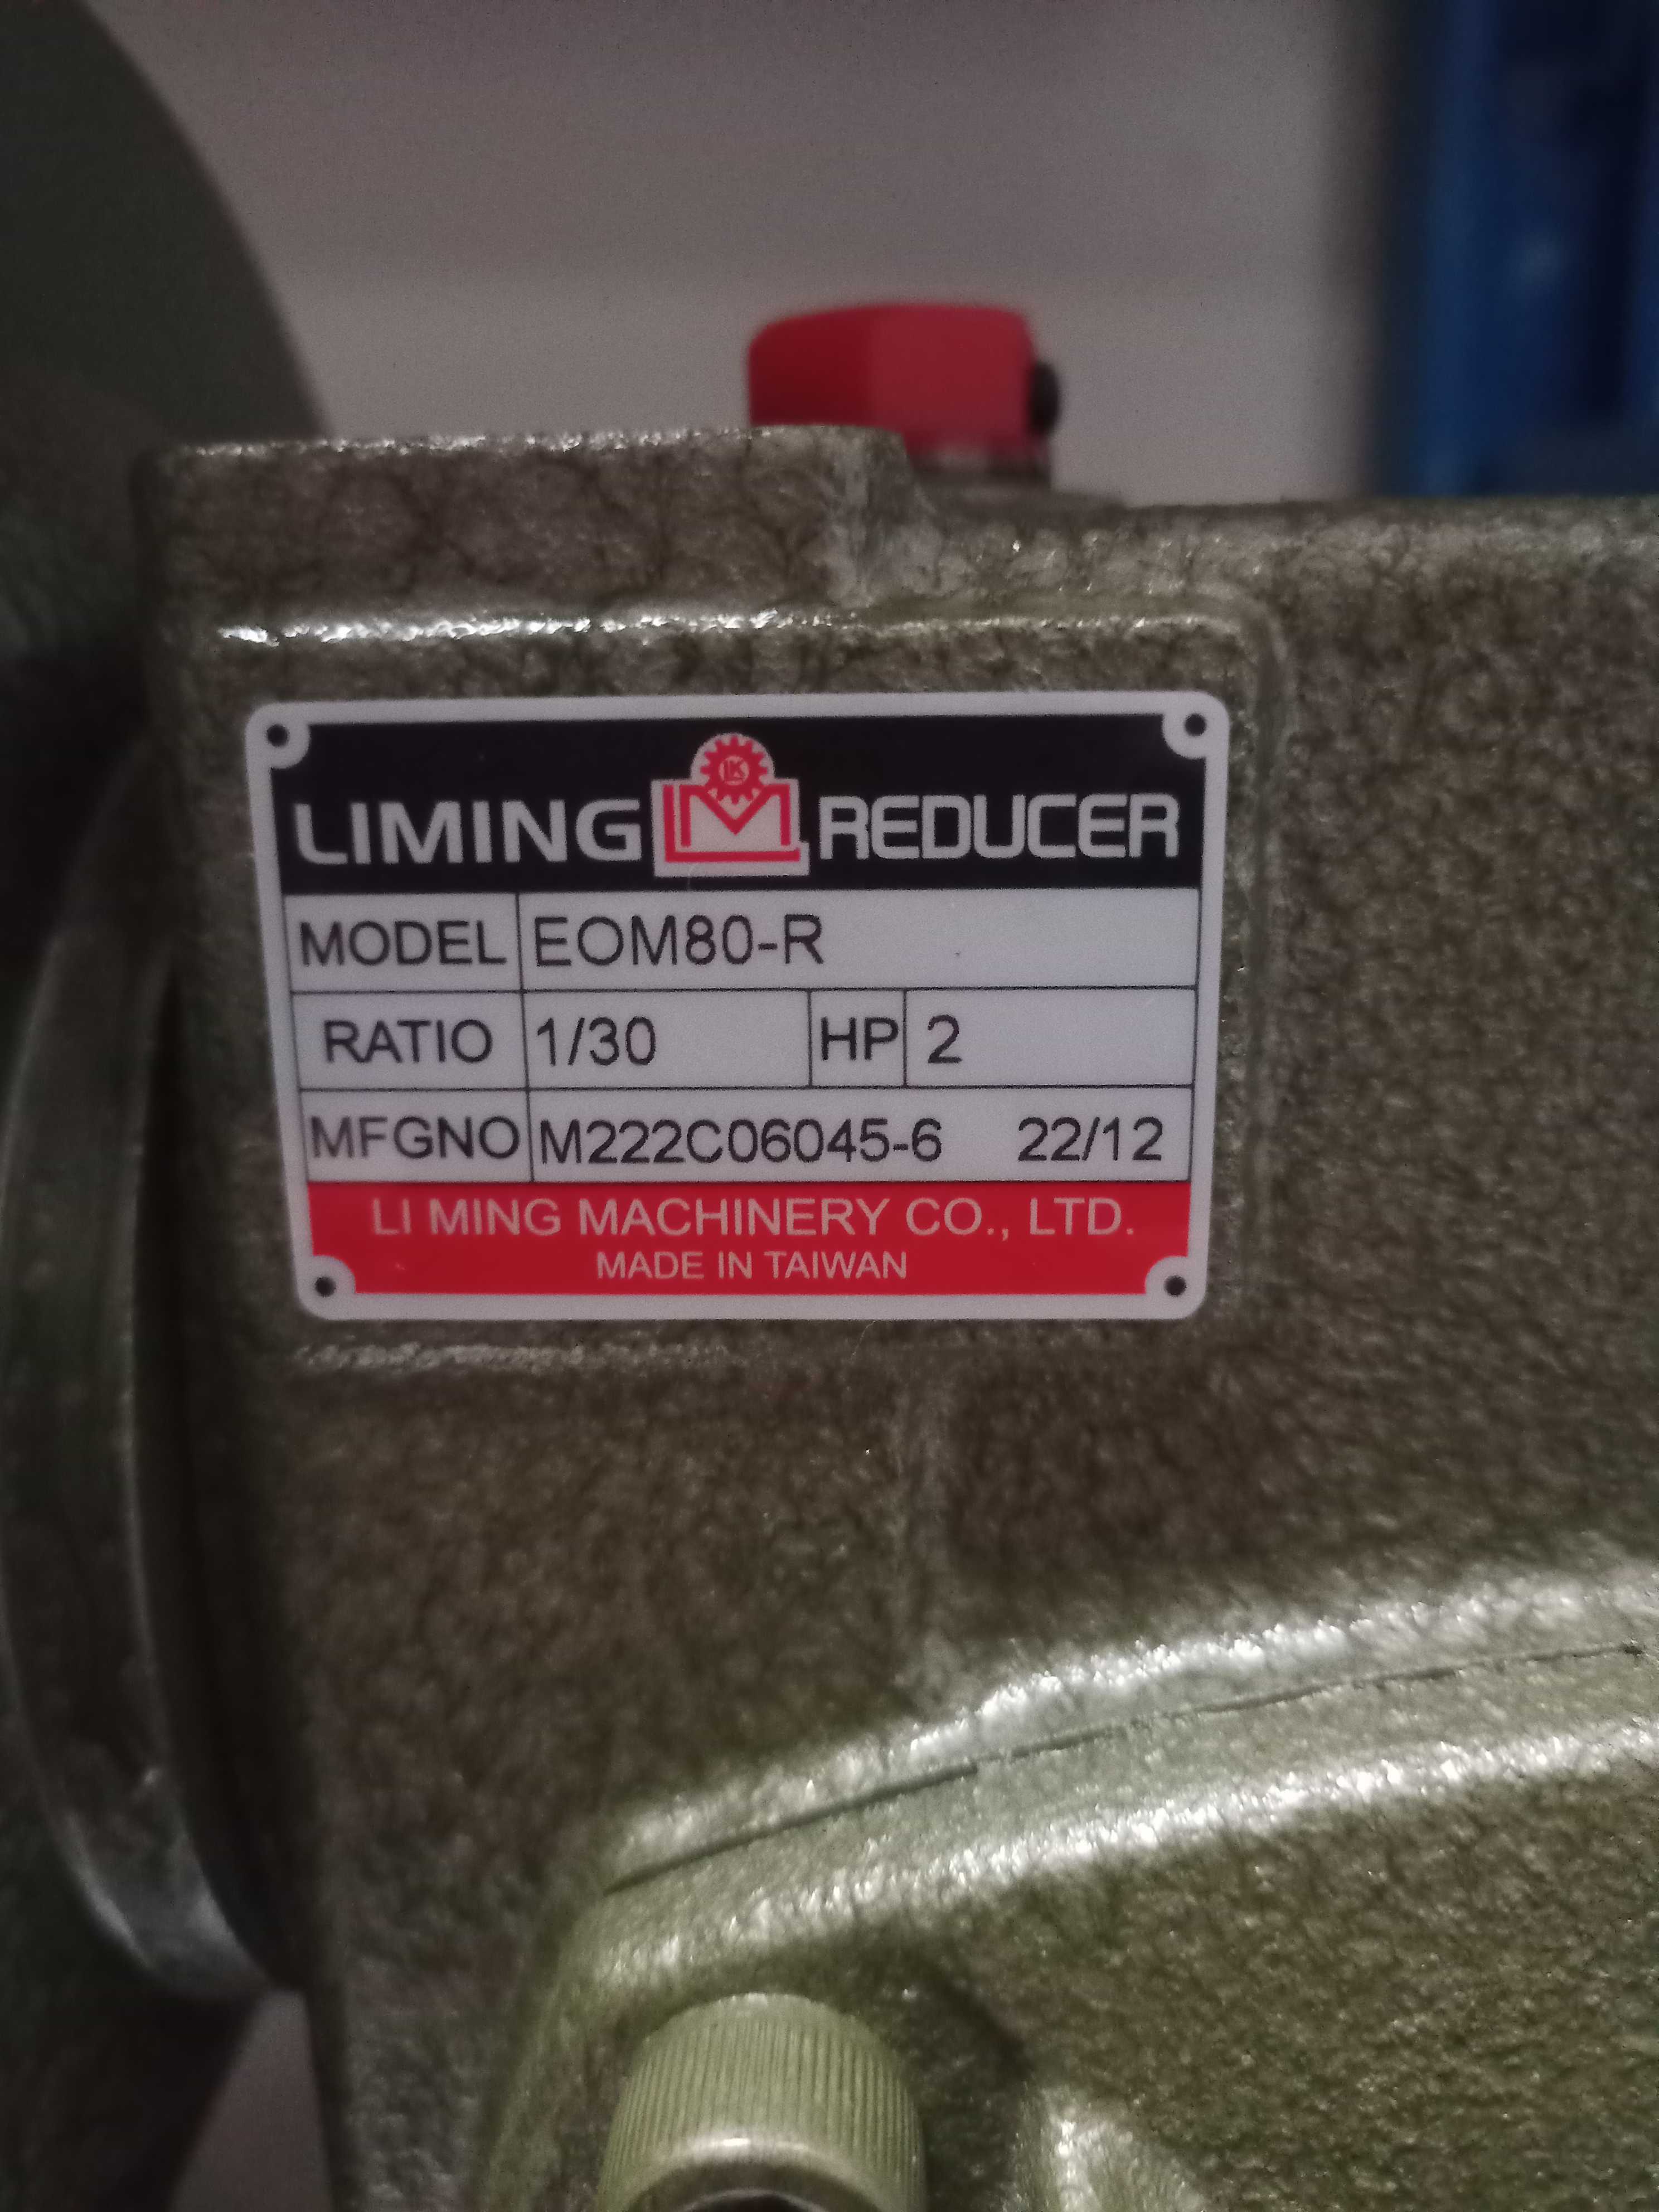 LIMING LK M REDUCER
MODEL EOM80-R
RATIO 1/30 HP 2
MFGNO M222C06045-6 22/12
LI MING MACHINERY CO., LTD.
MADE IN TAIWAN